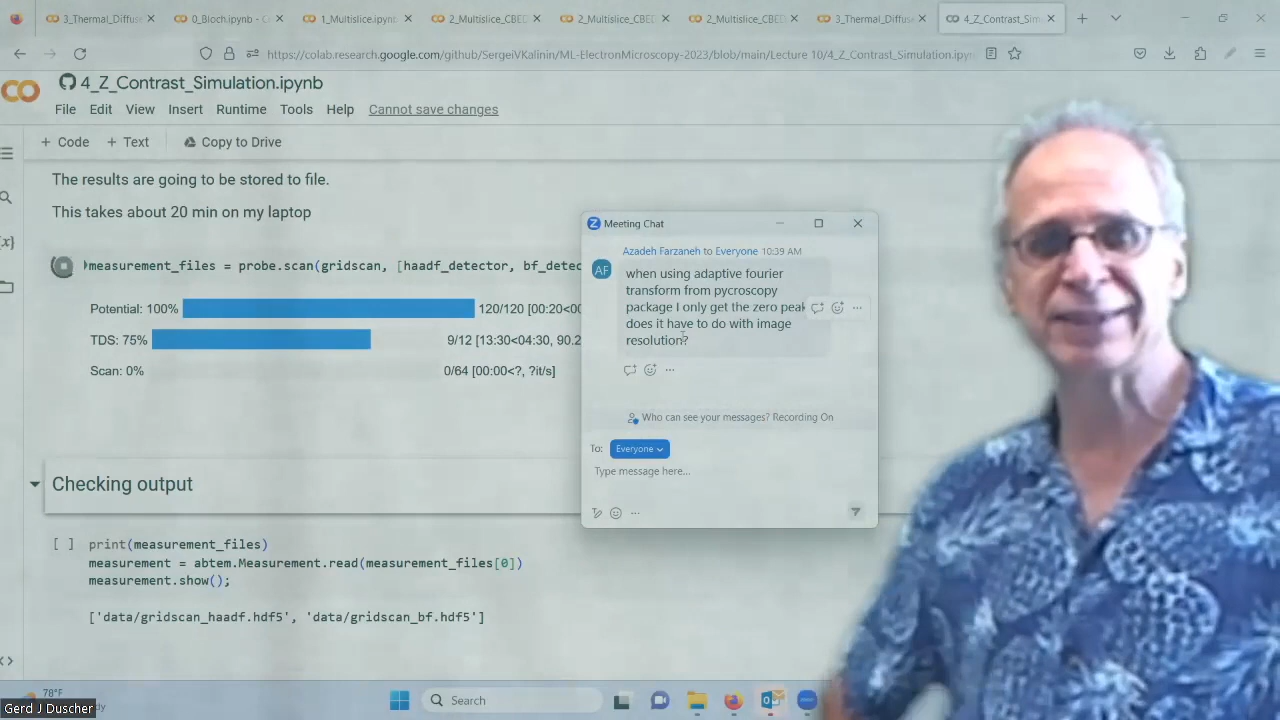 3_Thermal_Diffuse
0_Bloch.ipynb - C
1_Multislice.ipynb
2_Multislice_CBED
2_Multislice_CBED
2_Multislice_CBED
3_Thermal_Diffuse
4_Z_Contrast_Sim
https://colab.research.google.com/github/SergeiVKalinin/ML-ElectronMicroscopy-2023/blob/main/Lecture 10/4_Z_Contrast_Simulation.ipynb
4_Z_Contrast_Simulation.ipynb
File Edit View Insert Runtime Tools Help Cannot save changes
+ Code + Text Copy to Drive
The results are going to be stored to file.
This takes about 20 min on my laptop
measurement_files = probe.scan(gridscan, [haadf_detector, bf_detec
Potential: 100% 120/120 [00:20<00
TDS: 75% 9/12 [13:30<04:30, 90.2
Scan: 0% 0/64 [00:00<?, ?it/s]
Meeting Chat
Azadeh Farzaneh to Everyone 10:39 AM
AF
when using adaptive fourier
transform from pycroscopy
package I only get the zero peak
does it have to do with image
resolution?
Who can see your messages? Recording On
To: Everyone
Type message here...
Checking output
[ ] print(measurement_files)
measurement = abtem.Measurement.read(measurement_files[0])
measurement.show();
['data/gridscan_haadf.hdf5', 'data/gridscan_bf.hdf5']
78°F
Search
Gerd J Duscher